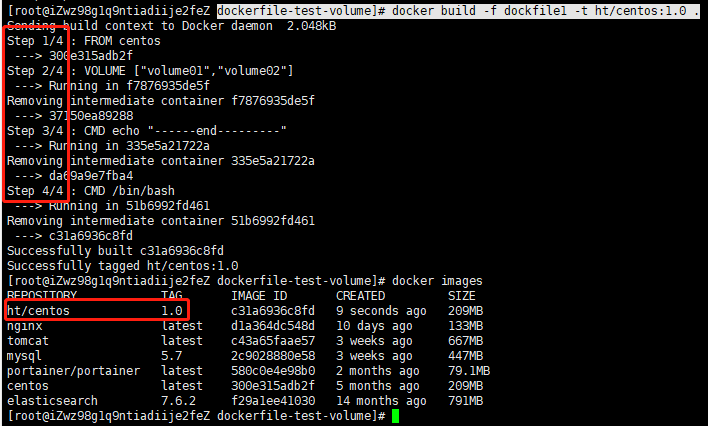 [root@iZwz98g1q9ntiadiije2feZ dockerfile-test-volume]# docker build -f dockfile1 -t ht/centos:1.0 .
Sending build context to Docker daemon  2.048kB
Step 1/4 : FROM centos
 ---> 300e315adb2f
Step 2/4 : VOLUME ["volume01","volume02"]
 ---> Running in f7876935de5f
Removing intermediate container f7876935de5f
 ---> 37150ea89288
Step 3/4 : CMD echo "------end---------"
 ---> Running in 335e5a21722a
Removing intermediate container 335e5a21722a
 ---> da69a9e7fba4
Step 4/4 : CMD /bin/bash
 ---> Running in 51b6992fd461
Removing intermediate container 51b6992fd461
 ---> c31a6936c8fd
Successfully built c31a6936c8fd
Successfully tagged ht/centos:1.0
[root@iZwz98g1q9ntiadiije2feZ dockerfile-test-volume]# docker images
REPOSITORY TAG IMAGE ID CREATED SIZE
ht/centos 1.0 c31a6936c8fd 9 seconds ago 209MB
nginx latest d1a364dc548d 10 days ago 133MB
tomcat latest c43a65faae57 3 weeks ago 667MB
mysql 5.7 2c9028880e58 3 weeks ago 447MB
portainer/portainer latest 580c0e4e98b0 2 months ago 79.1MB
centos latest 300e315adb2f 5 months ago 209MB
elasticsearch 7.6.2 f29a1ee41030 14 months ago 791MB
[root@iZwz98g1q9ntiadiije2feZ dockerfile-test-volume]#